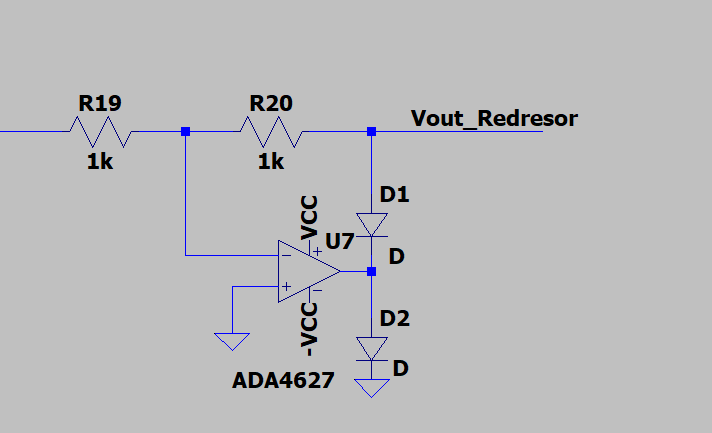 R19
R20
Vout_Redresor
1k
1k
D1
VCC
U7
D
D2
-VCC
D
ADA4627